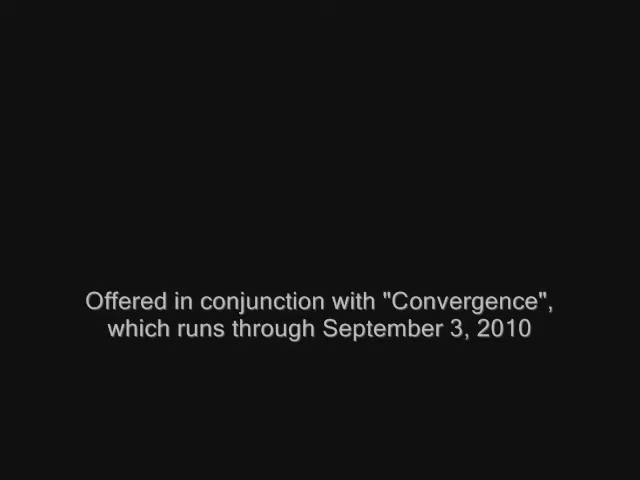 Offered in conjunction with "Convergence",
which runs through September 3, 2010